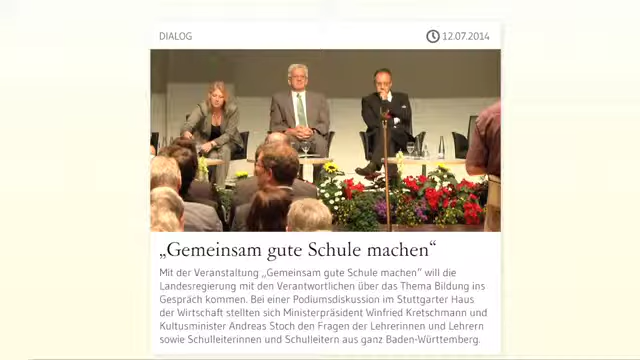 DIALOG
12.07.2014
„Gemeinsam gute Schule machen“
Mit der Veranstaltung „Gemeinsam gute Schule machen“ will die
Landesregierung mit den Verantwortlichen über das Thema Bildung ins
Gespräch kommen. Bei einer Podiumsdiskussion im Stuttgarter Haus
der Wirtschaft stellten sich Ministerpräsident Winfried Kretschmann und
Kultusminister Andreas Stoch den Fragen der Lehrerinnen und Lehrern
sowie Schulleiterinnen und Schulleitern aus ganz Baden-Württemberg.